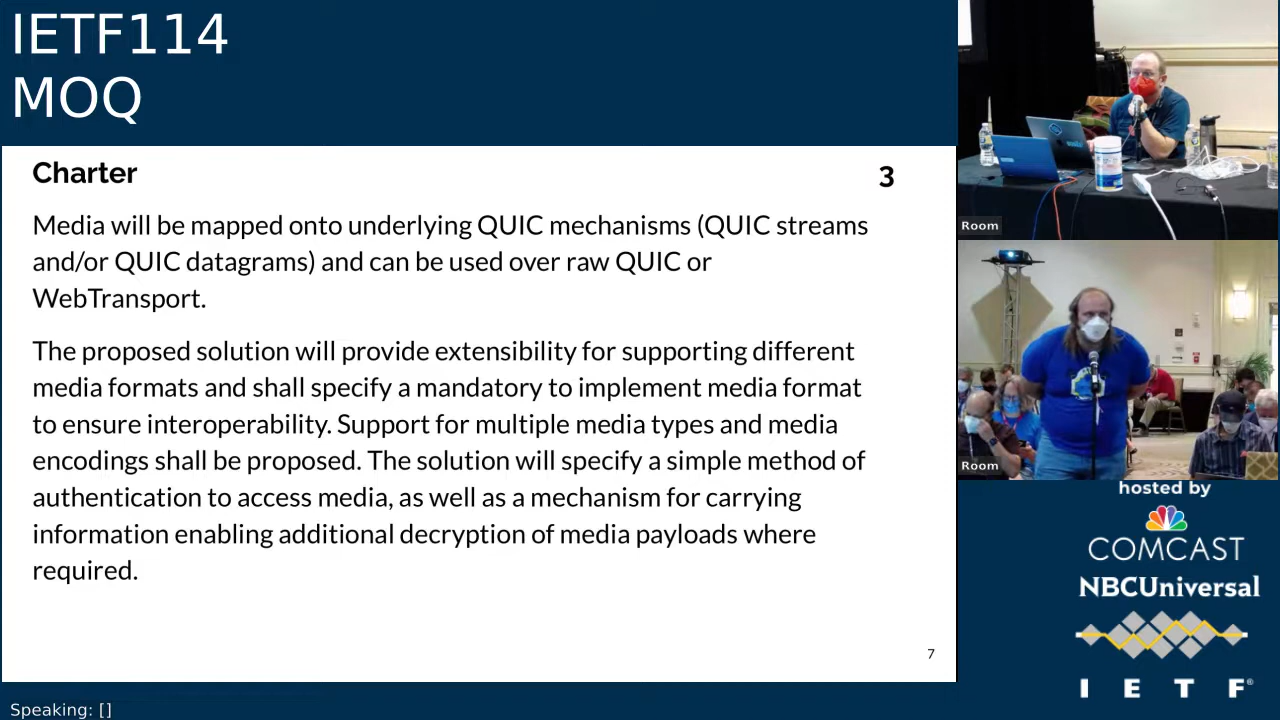 IETF114
MOQ
Charter
3
Media will be mapped onto underlying QUIC mechanisms (QUIC streams
and/or QUIC datagrams) and can be used over raw QUIC or
WebTransport.
The proposed solution will provide extensibility for supporting different
media formats and shall specify a mandatory to implement media format
to ensure interoperability. Support for multiple media types and media
encodings shall be proposed. The solution will specify a simple method of
authentication to access media, as well as a mechanism for carrying
information enabling additional decryption of media payloads where
required.
7
Speaking: []
Room
Room
hosted by
COMCAST
NBCUniversal
I E T F®